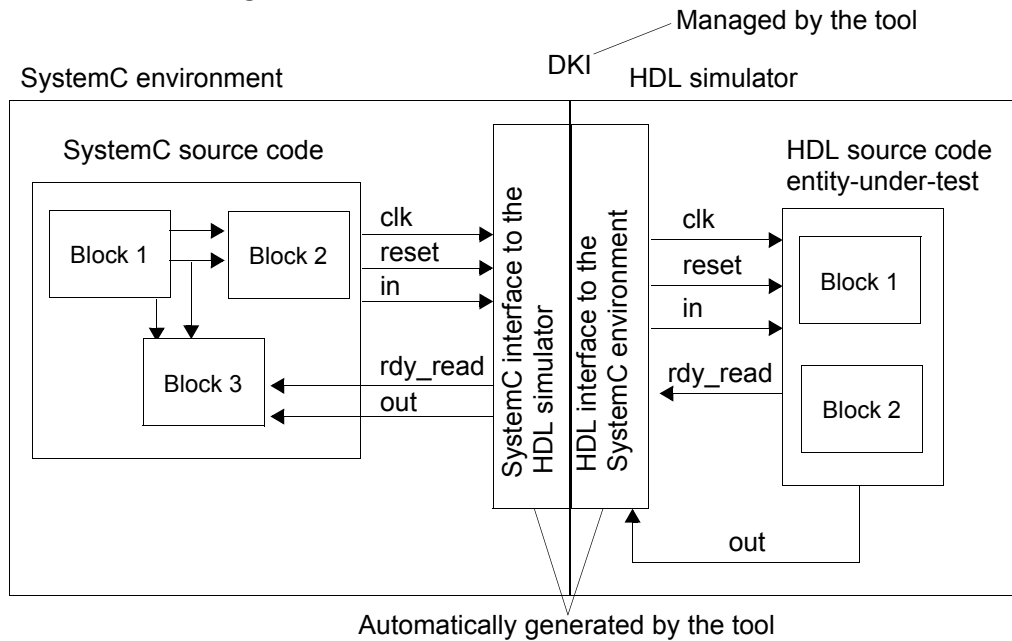 Managed by the tool
DKI
SystemC environment
HDL simulator
SystemC source code
HDL source code
entity-under-test
Block 1
Block 2
Block 3
clk
reset
in
rdy_read
out
SystemC interface to the
HDL simulator
HDL interface to the
SystemC environment
clk
reset
in
rdy_read
out
Block 1
Block 2
Automatically generated by the tool